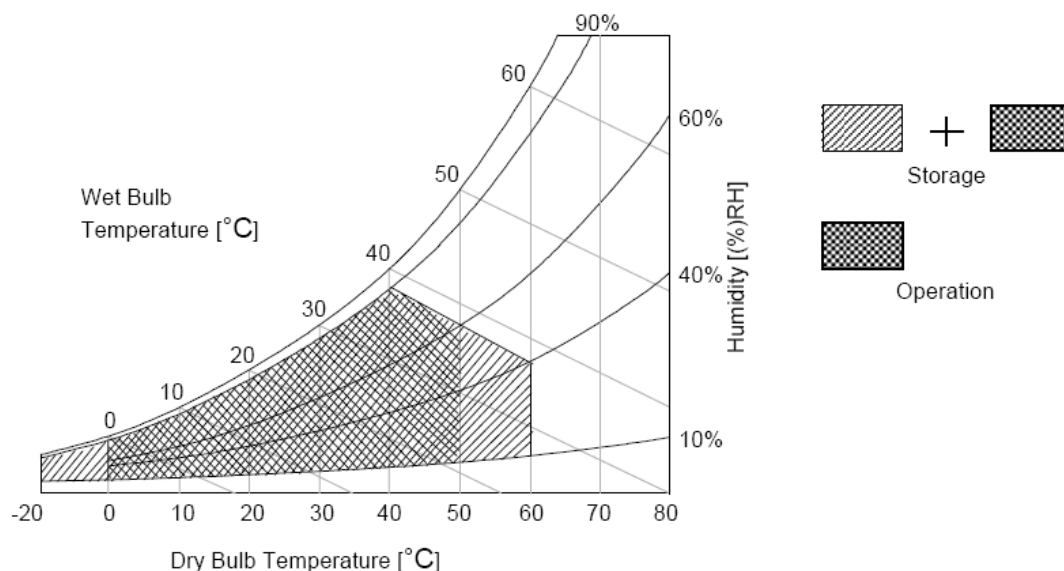 90%
60
60%
50
Storage
Wet Bulb
Temperature [°C]
40
40%
Humidity [(%)RH]
Operation
30
20
10
0
10%
-20 0 10 20 30 40 50 60 70 80
Dry Bulb Temperature [°C]